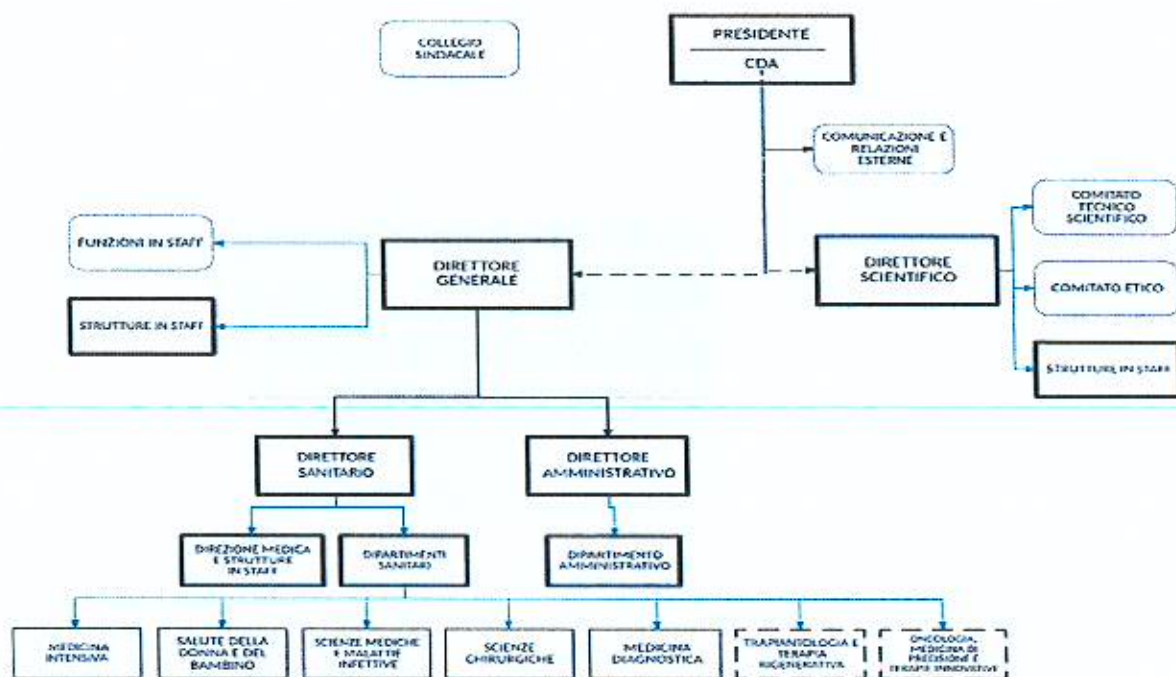 COLLEGIO
SINDACALE
PRESIDENTE
CDA
COMUNICAZIONE E
RELAZIONI
ESTERNE
COMITATO
TECNICO
SCIENTIFICO
FUNZIONI IN STAFF
DIRETTORE
GENERALE
DIRETTORE
SCIENTIFICO
COMITATO ETICO
STRUTTURE IN STAFF
STRUTTURE IN STAFF
DIRETTORE
SANITARIO
DIRETTORE
AMMINISTRATIVO
DIREZIONE MEDICA
E STRUTTURE
IN STAFF
DIPARTIMENTI
SANITARI
DIPARTIMENTO
AMMINISTRATIVO
MEDICINA
INTENSIVA
SALUTE DELLA
DONNA E DEL
BAMBINO
SCIENZE MEDICHE
E MALATTIE
INFETTIVE
SCIENZE
CHIRURGICHE
MEDICINA
DIAGNOSTICA
TRAPIANTOLOGIA E
TERAPIA
RIGENERATIVA
ONCOLOGIA,
MEDICINA DI
PRECISIONE E
TERAPIE INNOVATIVE